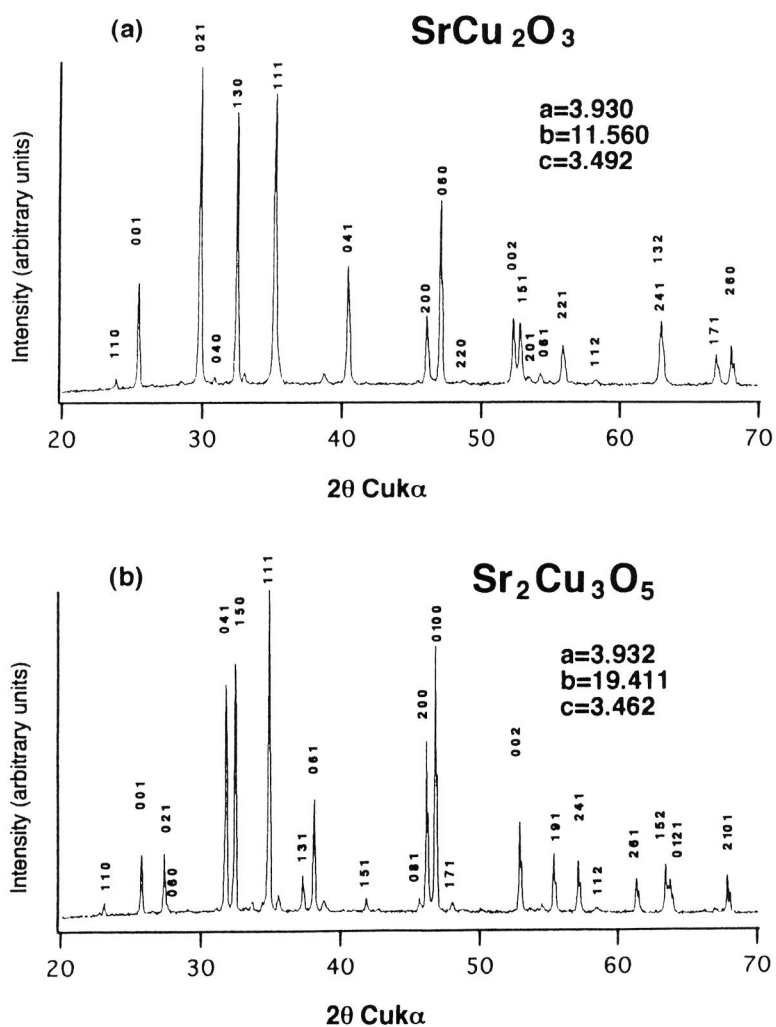 (a)
SrCu2O3
a=3.930
b=11.560
c=3.492
Intensity (arbitrary units)
110
001
021
040
130
111
041
200
060
220
002
151
201
061
221
112
241
132
171
260
20 30 40 50 60 70
2θ Cukα
(b)
Sr2Cu3O5
a=3.932
b=19.411
c=3.462
Intensity (arbitrary units)
110
001
021
060
041
150
111
131
061
151
081
200
0100
171
002
191
241
112
261
152
0121
2101
20 30 40 50 60 70
2θ Cukα